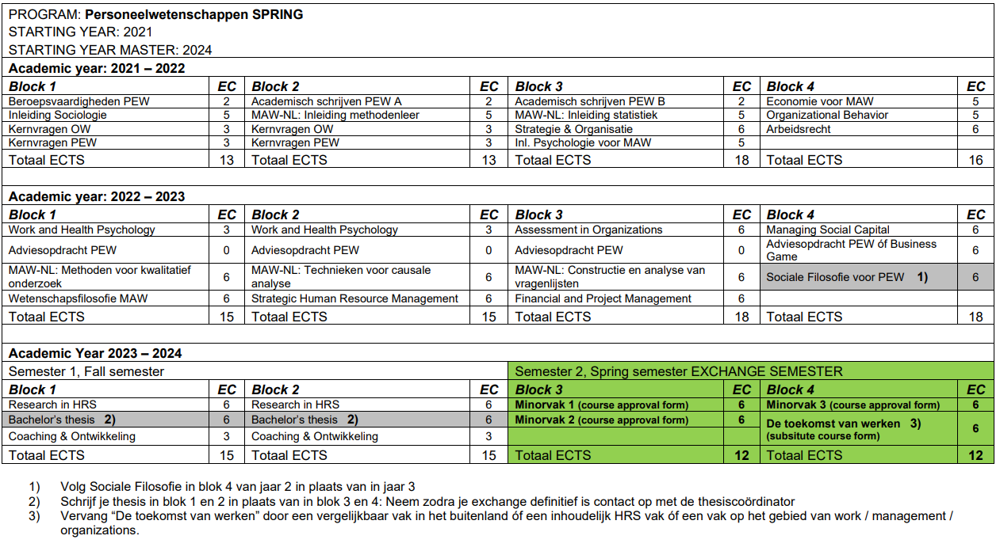 PROGRAM: Personeelwetenschappen SPRING
STARTING YEAR: 2021
STARTING YEAR MASTER: 2024
Academic year: 2021 – 2022
Block 1 EC Block 2 EC Block 3 EC Block 4 EC
Beroepsvaardigheden PEW 2 Academisch schrijven PEW A 2 Academisch schrijven PEW B 2 Economie voor MAW 5
Inleiding Sociologie 5 MAW-NL: Inleiding methodenleer 5 MAW-NL: Inleiding statistiek 5 Organizational Behavior 5
Kernvragen OW 3 Kernvragen OW 3 Strategie & Organisatie 6 Arbeidsrecht 6
Kernvragen PEW 3 Kernvragen PEW 3 Inl. Psychologie voor MAW 5
Totaal ECTS 13 Totaal ECTS 13 Totaal ECTS 18 Totaal ECTS 16
Academic year: 2022 – 2023
Block 1 EC Block 2 EC Block 3 EC Block 4 EC
Work and Health Psychology 3 Work and Health Psychology 3 Assessment in Organizations 6 Managing Social Capital 6
Adviesopdracht PEW 0 Adviesopdracht PEW 0 Adviesopdracht PEW 0 Adviesopdracht PEW óf Business
Game 6
MAW-NL: Methoden voor kwalitatief
onderzoek 6 MAW-NL: Technieken voor causale
analyse 6 MAW-NL: Constructie en analyse van
vragenlijsten 6 Sociale Filosofie voor PEW 1) 6
Wetenschapsfilosofie MAW 6 Strategic Human Resource Management 6 Financial and Project Management 6
Totaal ECTS 15 Totaal ECTS 15 Totaal ECTS 18 Totaal ECTS 18
Academic Year 2023 – 2024
Semester 1, Fall semester Semester 2, Spring semester EXCHANGE SEMESTER
Block 1 EC Block 2 EC Block 3 EC Block 4 EC
Research in HRS 6 Research in HRS 6 Minorvak 1 (course approval form) 6 Minorvak 3 (course approval form) 6
Bachelor's thesis 2) 6 Bachelor's thesis 2) 6 Minorvak 2 (course approval form) 6 De toekomst van werken 3)
(subsitute course form) 6
Coaching & Ontwikkeling 3 Coaching & Ontwikkeling 3
Totaal ECTS 15 Totaal ECTS 15 Totaal ECTS 12 Totaal ECTS 12
1) Volg Sociale Filosofie in blok 4 van jaar 2 in plaats van in jaar 3
2) Schrijf je thesis in blok 1 en 2 in plaats van in blok 3 en 4: Neem zodra je exchange definitief is contact op met de thesiscoördinator
3) Vervang “De toekomst van werken” door een vergelijkbaar vak in het buitenland óf een inhoudelijk HRS vak óf een vak op het gebied van work / management /
organizations.